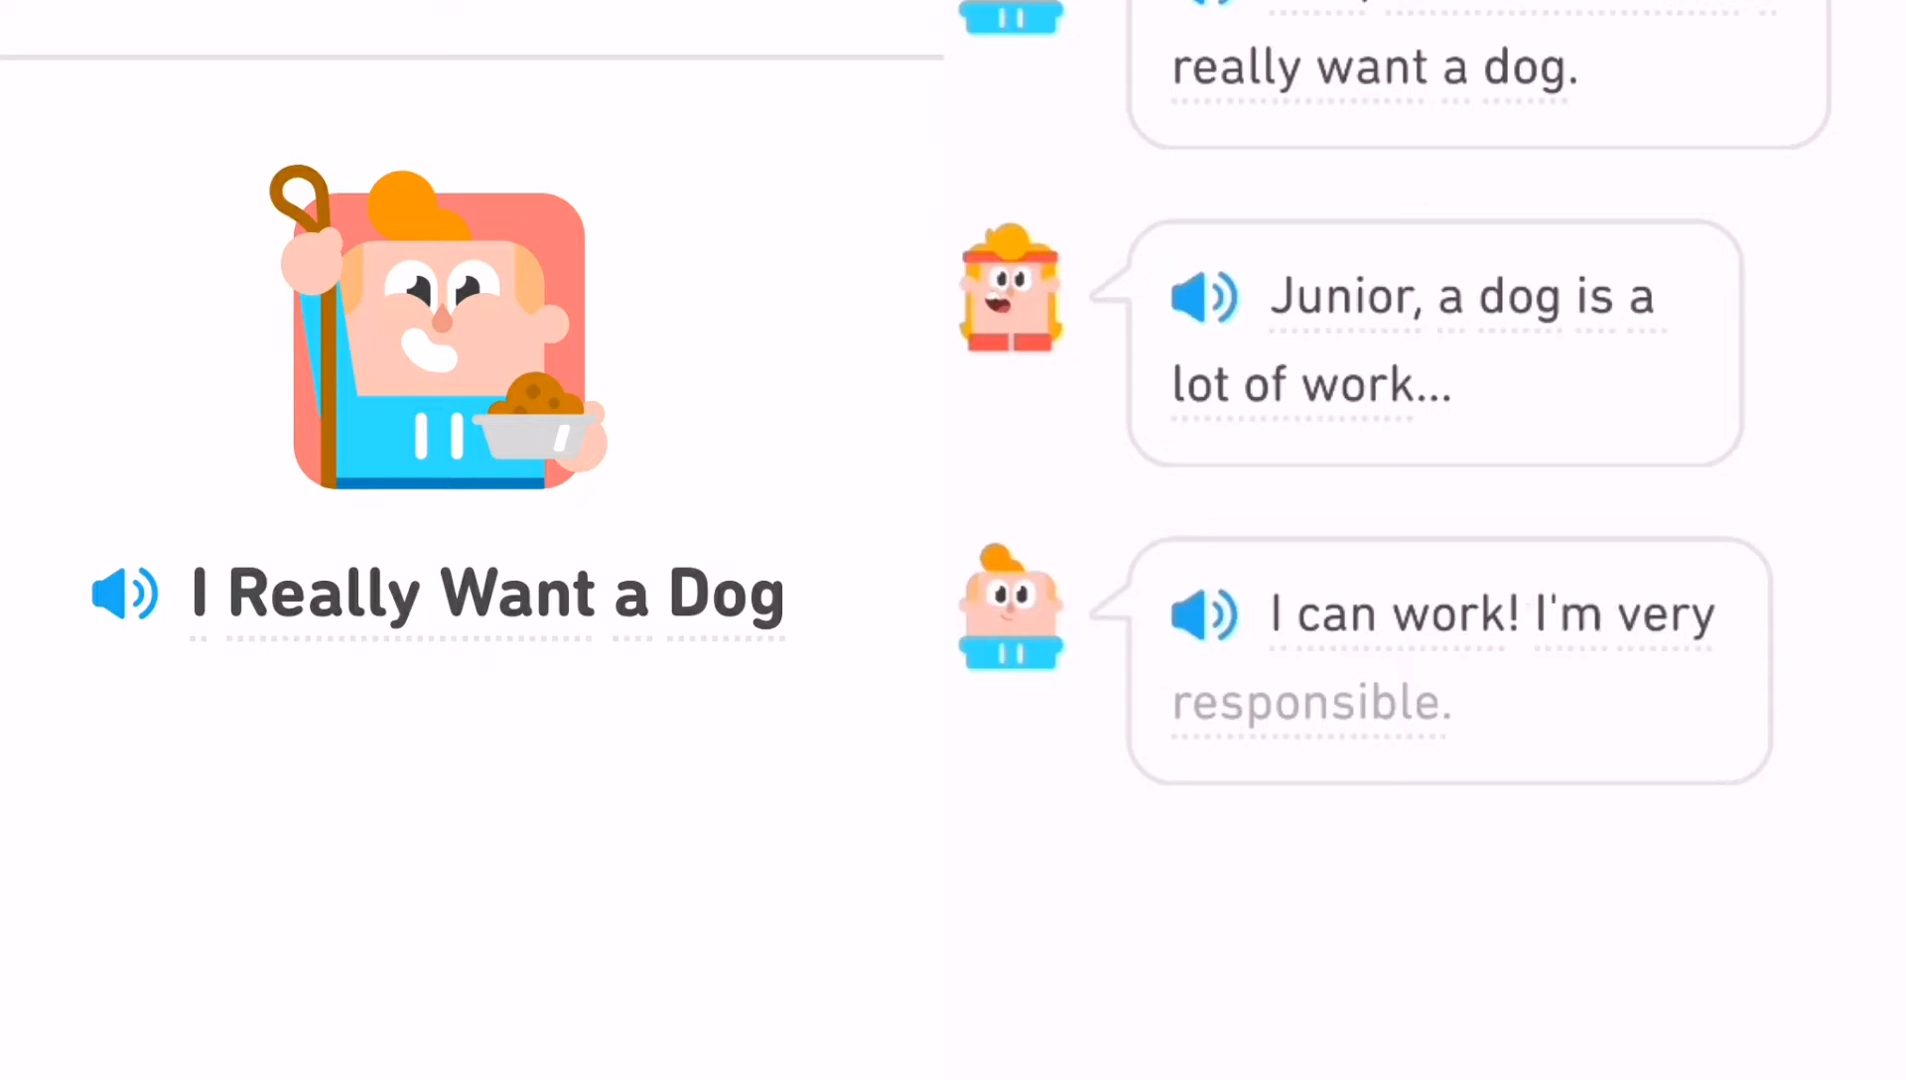 I Really Want a Dog
really want a dog.
Junior, a dog is a
lot of work...
I can work! I'm very
responsible.